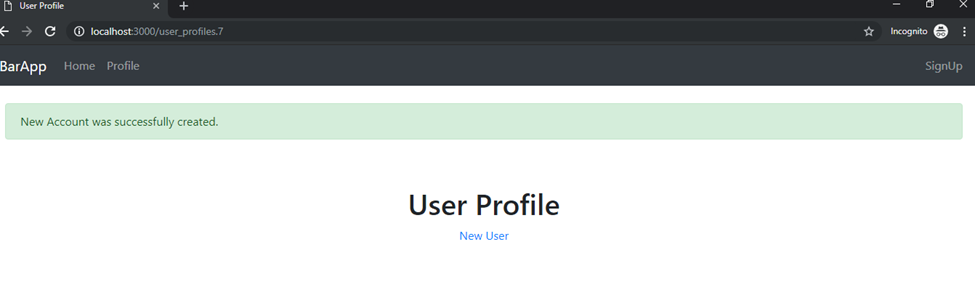 User Profile
localhost:3000/user_profiles.7
Incognito
BarApp Home Profile SignUp
New Account was successfully created.
User Profile
New User